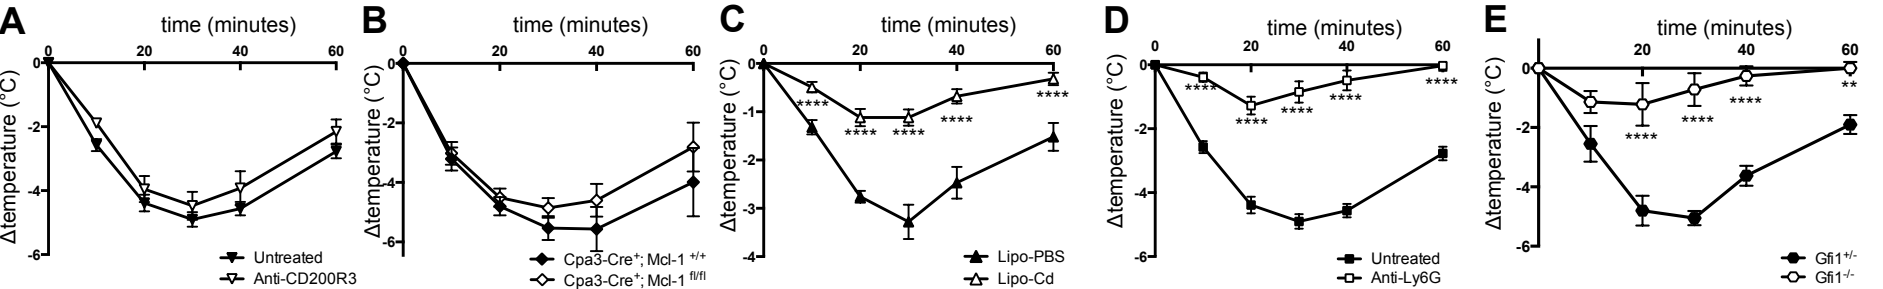 A
time (minutes)
0 20 40 60
0
-2
-4
-6
Δtemperature (°C)
Untreated
Anti-CD200R3
B
time (minutes)
0 20 40 60
0
-2
-4
-6
Δtemperature (°C)
Cpa3-Cre⁺; Mcl-1 ⁺/⁺
Cpa3-Cre⁺; Mcl-1 ᶠˡ/ᶠˡ
C
time (minutes)
0 20 40 60
0
-1
-2
-3
-4
Δtemperature (°C)
**** **** **** **** ****
Lipo-PBS
Lipo-Cd
D
time (minutes)
0 20 40 60
0
-2
-4
-6
Δtemperature (°C)
**** **** **** **** ****
Untreated
Anti-Ly6G
E
time (minutes)
20 40 60
0
-2
-4
-6
Δtemperature (°C)
**** **** **** **
Gfi1⁺/⁻
Gfi1⁻/⁻